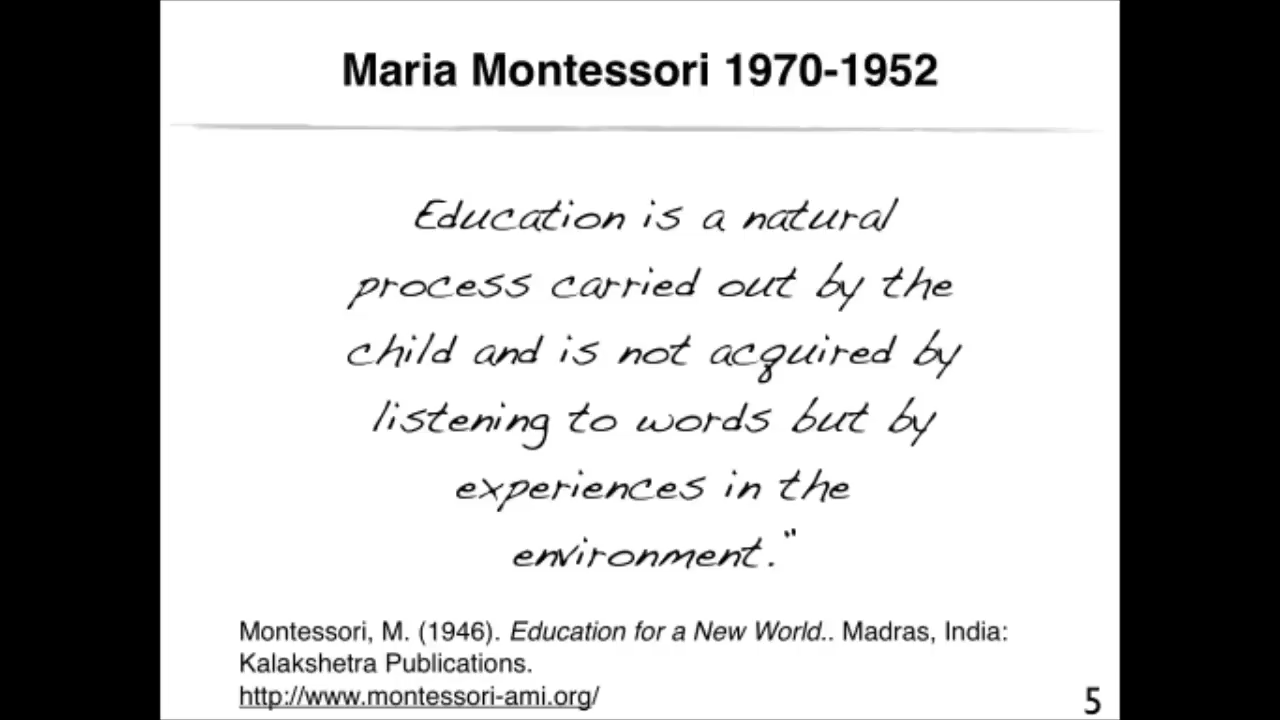 Maria Montessori 1970-1952
Education is a natural
process carried out by the
child and is not acquired by
listening to words but by
experiences in the
environment."
Montessori, M. (1946). Education for a New World.. Madras, India:
Kalakshetra Publications.
http://www.montessori-ami.org/
5